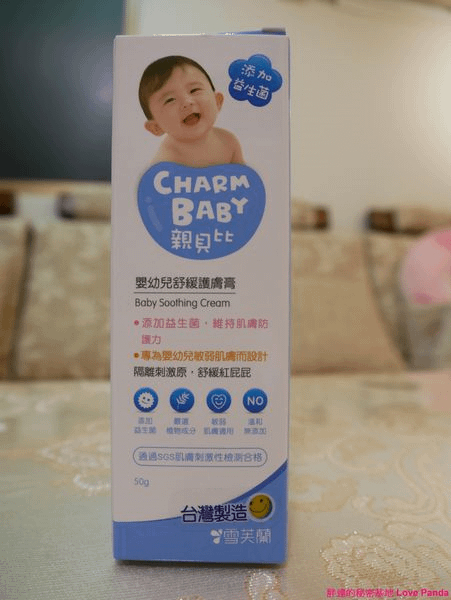 添加
益生菌
CHARM
BABY
親貝比
嬰幼兒舒緩護膚膏
Baby Soothing Cream
•添加益生菌，維持肌膚防
護力
•專為嬰幼兒敏弱肌膚而設計
隔離刺激原，舒緩紅屁屁
NO
添加 嚴選 敏弱 溫和
益生菌 植物成分 肌膚適用 無添加
通過SGS肌膚刺激性檢測合格
50g
台灣製造
雪芙蘭
胖達的秘密基地 Love Panda